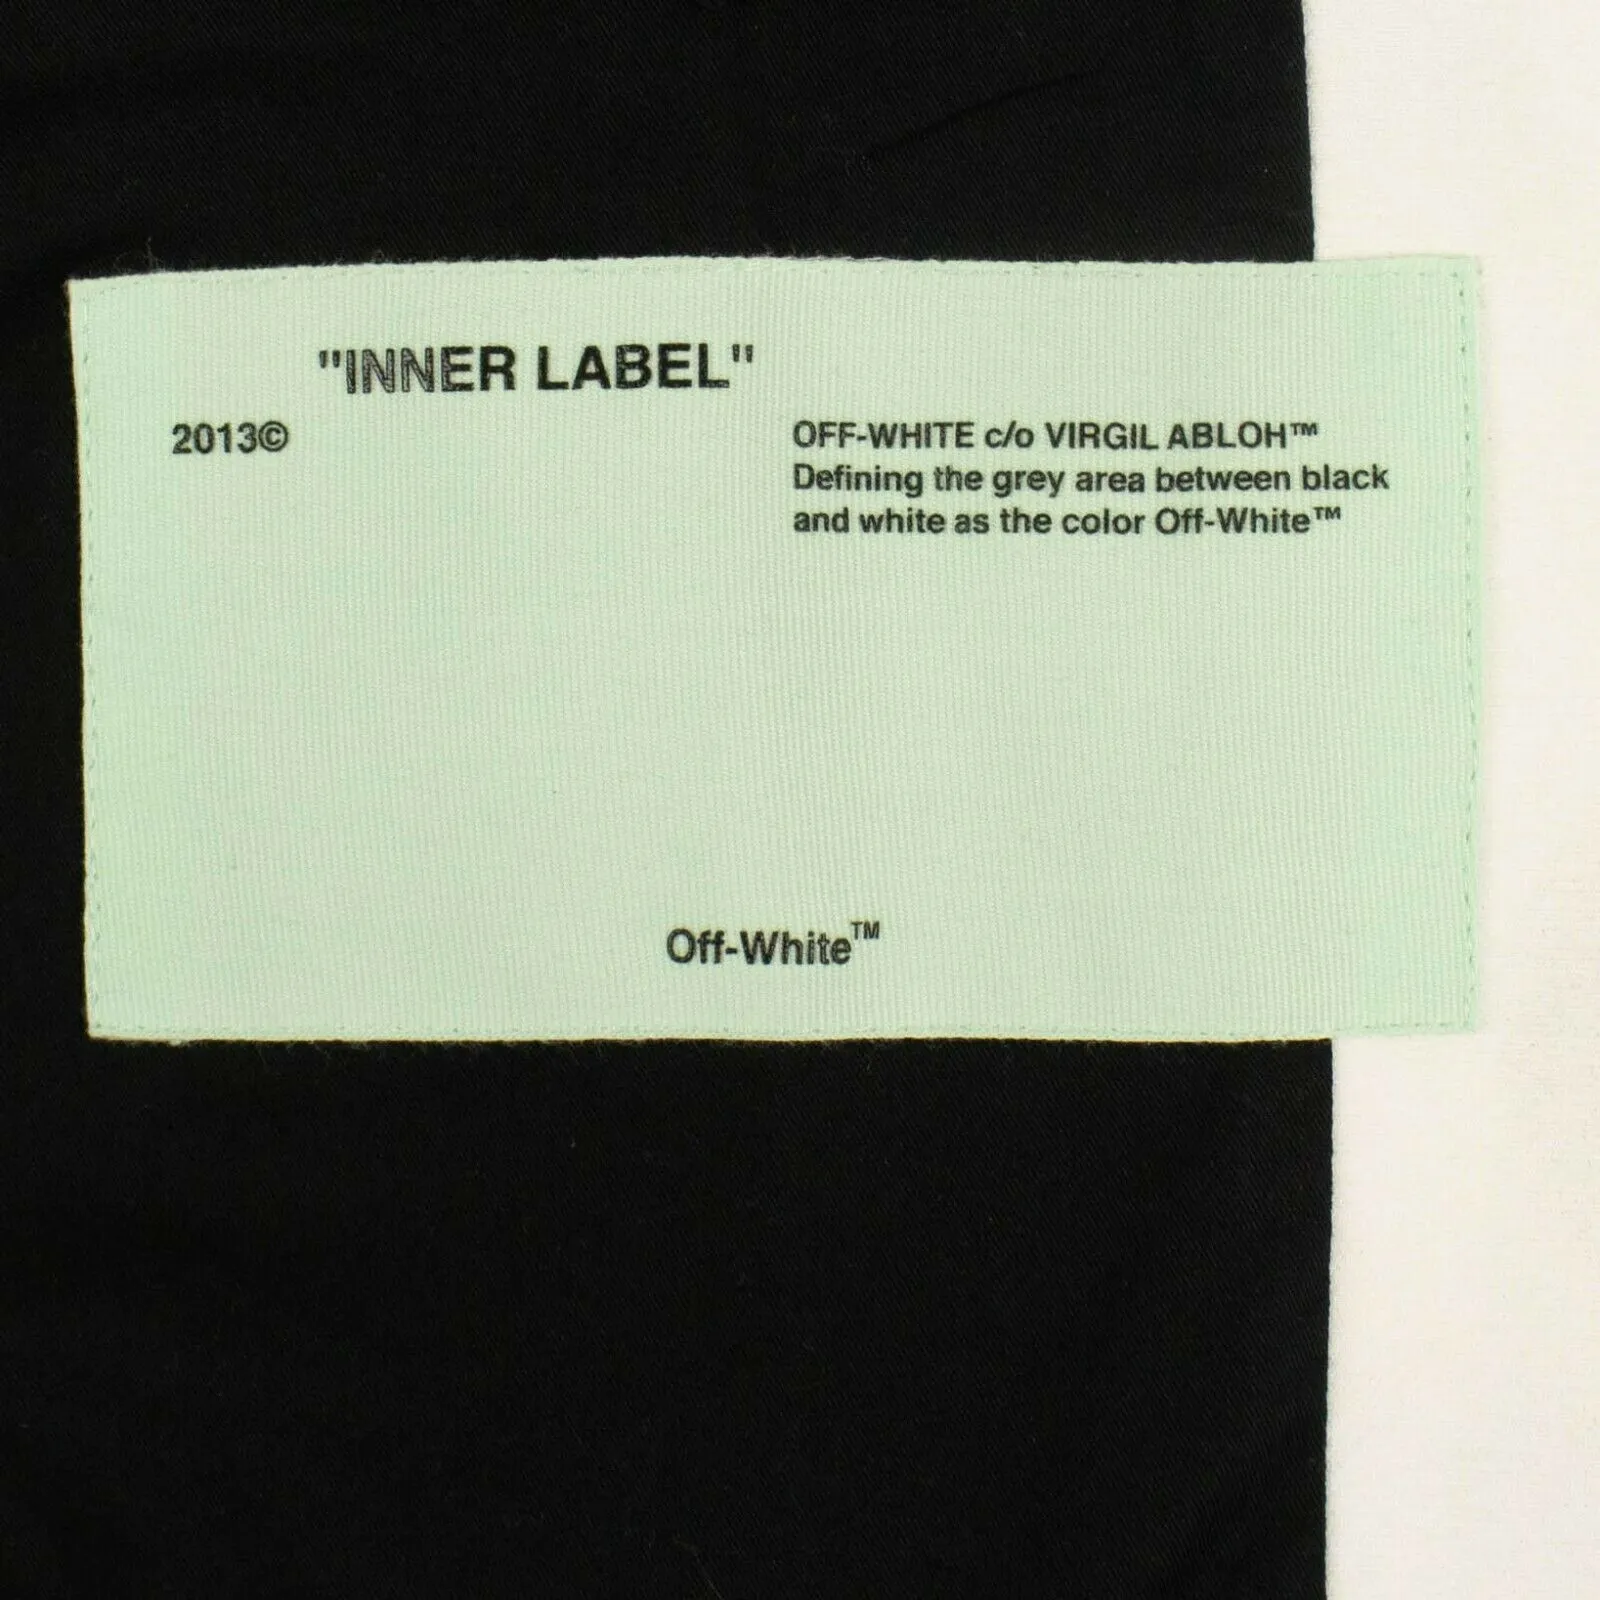 "INNER LABEL"
2013©
OFF-WHITE c/o VIRGIL ABLOH™
Defining the grey area between black
and white as the color Off-White™
Off-White™